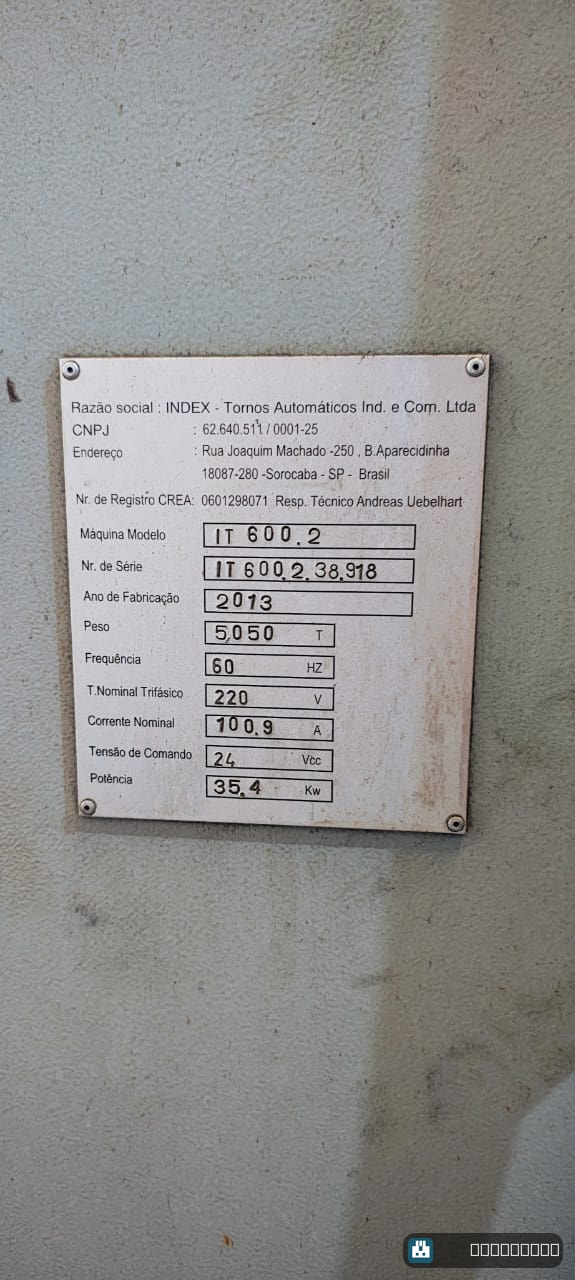 Razão social : INDEX - Tornos Automáticos Ind. e Com. Ltda
CNPJ : 62.640.511 / 0001-25
Endereço : Rua Joaquim Machado -250 , B.Aparecidinha
18087-280 -Sorocaba - SP - Brasil
Nr. de Registro CREA: 0601298071 Resp. Técnico Andreas Uebelhart
Máquina Modelo IT 600.2
Nr. de Série IT 600.2.38.918
Ano de Fabricação 2013
Peso 5,050 T
Frequência 60 HZ
T.Nominal Trifásico 220 V
Corrente Nominal 100.9 A
Tensão de Comando 24 Vcc
Potência 35.4 Kw